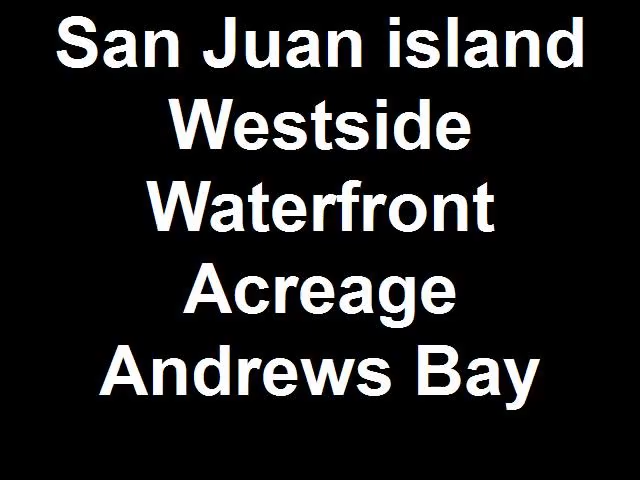 San Juan island
Westside
Waterfront
Acreage
Andrews Bay